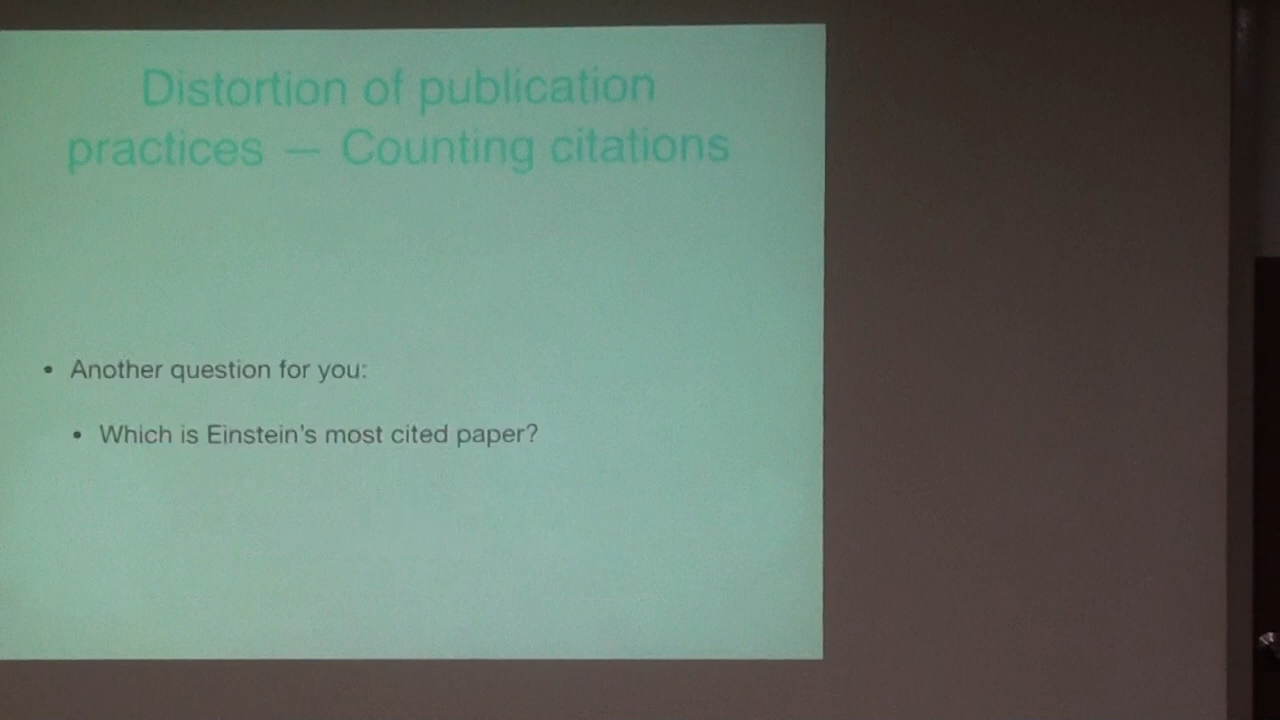 Distortion of publication
practices — Counting citations
• Another question for you:
• Which is Einstein's most cited paper?